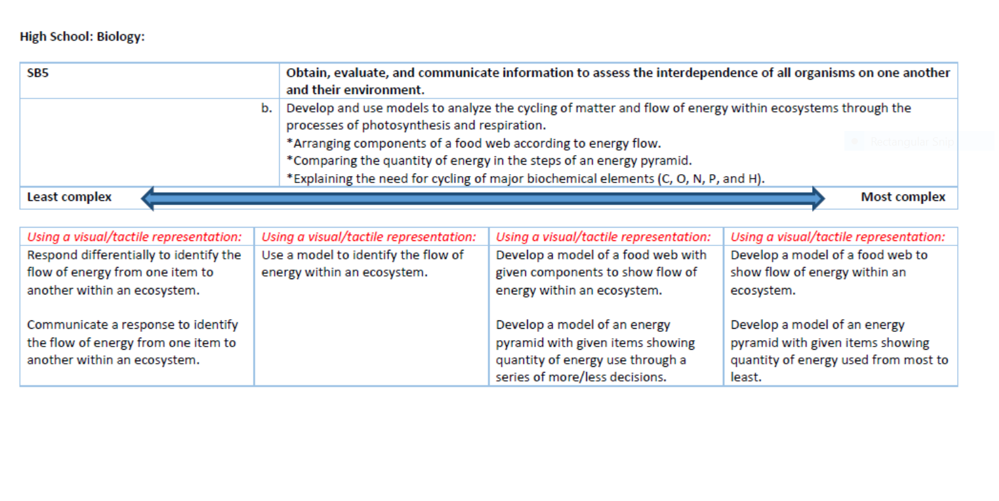 High School: Biology:
SB5
Obtain, evaluate, and communicate information to assess the interdependence of all organisms on one another
and their environment.
b. Develop and use models to analyze the cycling of matter and flow of energy within ecosystems through the
processes of photosynthesis and respiration.
*Arranging components of a food web according to energy flow.
*Comparing the quantity of energy in the steps of an energy pyramid.
*Explaining the need for cycling of major biochemical elements (C, O, N, P, and H).
Rectangular Snip
Least complex
Most complex
Using a visual/tactile representation:
Respond differentially to identify the
flow of energy from one item to
another within an ecosystem.
Communicate a response to identify
the flow of energy from one item to
another within an ecosystem.
Using a visual/tactile representation:
Use a model to identify the flow of
energy within an ecosystem.
Using a visual/tactile representation:
Develop a model of a food web with
given components to show flow of
energy within an ecosystem.
Develop a model of an energy
pyramid with given items showing
quantity of energy use through a
series of more/less decisions.
Using a visual/tactile representation:
Develop a model of a food web to
show flow of energy within an
ecosystem.
Develop a model of an energy
pyramid with given items showing
quantity of energy used from most to
least.